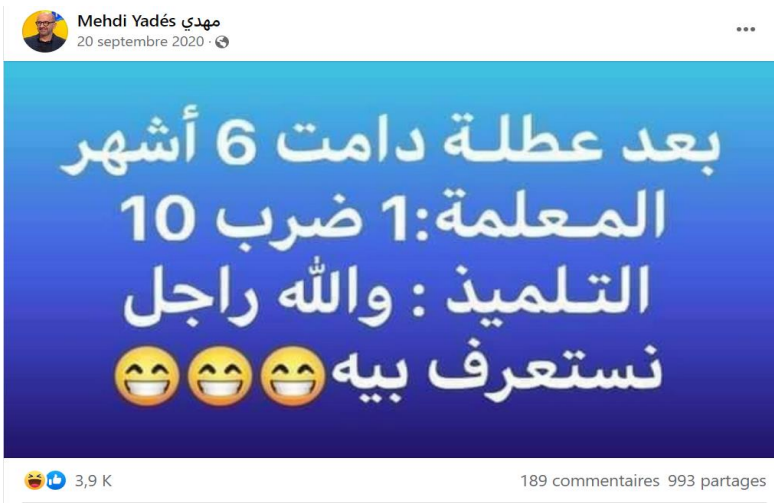 Mehdi Yadés مهدي
20 septembre 2020 ·
بعد عطلة دامت 6 أشهر
المعلمة:1 ضرب 10
التلميذ : والله راجل
نستعرف بيه😁😁😁
3,9 K
189 commentaires 993 partages